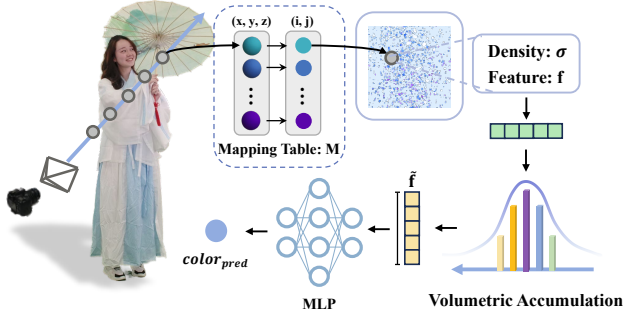 (x, y, z) (i, j)
Mapping Table: M
Density: σ
Feature: f
f̃
color_pred
MLP
Volumetric Accumulation